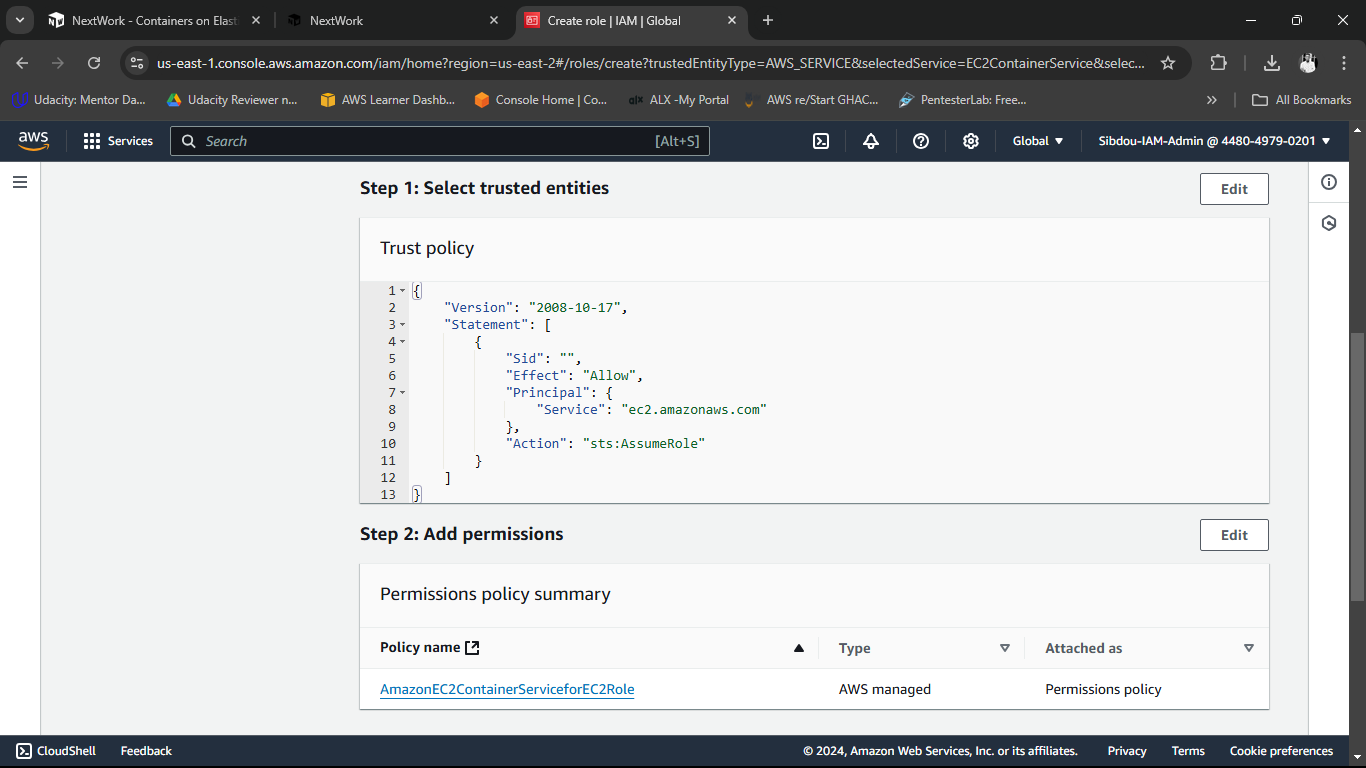 NextWork - Containers on Elast
NextWork
Create role | IAM | Global
us-east-1.console.aws.amazon.com/iam/home?region=us-east-2#/roles/create?trustedEntityType=AWS_SERVICE&selectedService=EC2ContainerService&selec...
Udacity: Mentor Da...
Udacity Reviewer n...
AWS Learner Dashb...
Console Home | Co...
alx ALX -My Portal
AWS re/Start GHAC...
PentesterLab: Free...
»
All Bookmarks
aws
Services
Search
[Alt+S]
Global
Sibdou-IAM-Admin @ 4480-4979-0201
Step 1: Select trusted entities
Edit
Trust policy
1 {
2 "Version": "2008-10-17",
3 "Statement": [
4 {
5 "Sid": "",
6 "Effect": "Allow",
7 "Principal": {
8 "Service": "ec2.amazonaws.com"
9 },
10 "Action": "sts:AssumeRole"
11 }
12 ]
13 }
Step 2: Add permissions
Edit
Permissions policy summary
Policy name
Type
Attached as
AmazonEC2ContainerServiceforEC2Role
AWS managed
Permissions policy
CloudShell
Feedback
© 2024, Amazon Web Services, Inc. or its affiliates.
Privacy
Terms
Cookie preferences